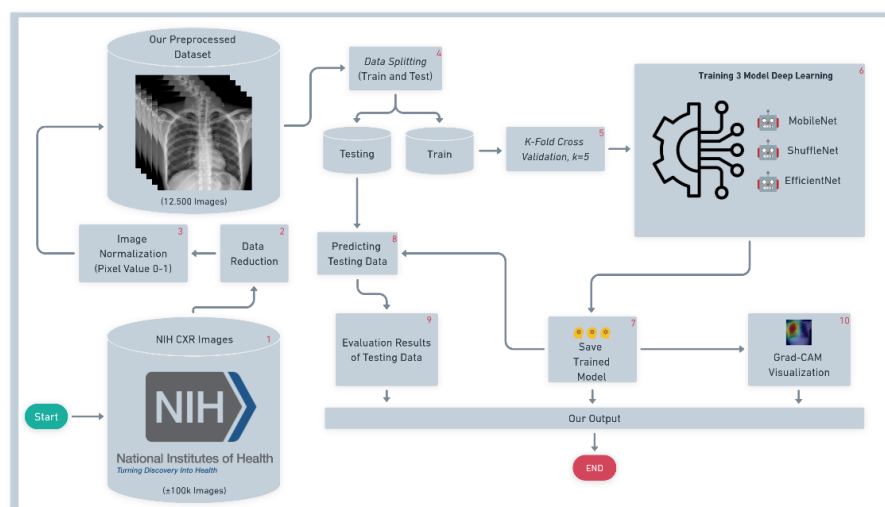 Our Preprocessed
Dataset
(12.500 Images)
4
Data Splitting
(Train and Test)
Testing
Train
5
K-Fold Cross
Validation, k=5
6
Training 3 Model Deep Learning
MobileNet
ShuffleNet
EfficientNet
3
Image
Normalization
(Pixel Value 0-1)
2
Data
Reduction
8
Predicting
Testing Data
1
NIH CXR Images
NIH
National Institutes of Health
Turning Discovery Into Health
(±100k Images)
Start
9
Evaluation Results
of Testing Data
7
Save
Trained
Model
10
Grad-CAM
Visualization
Our Output
END